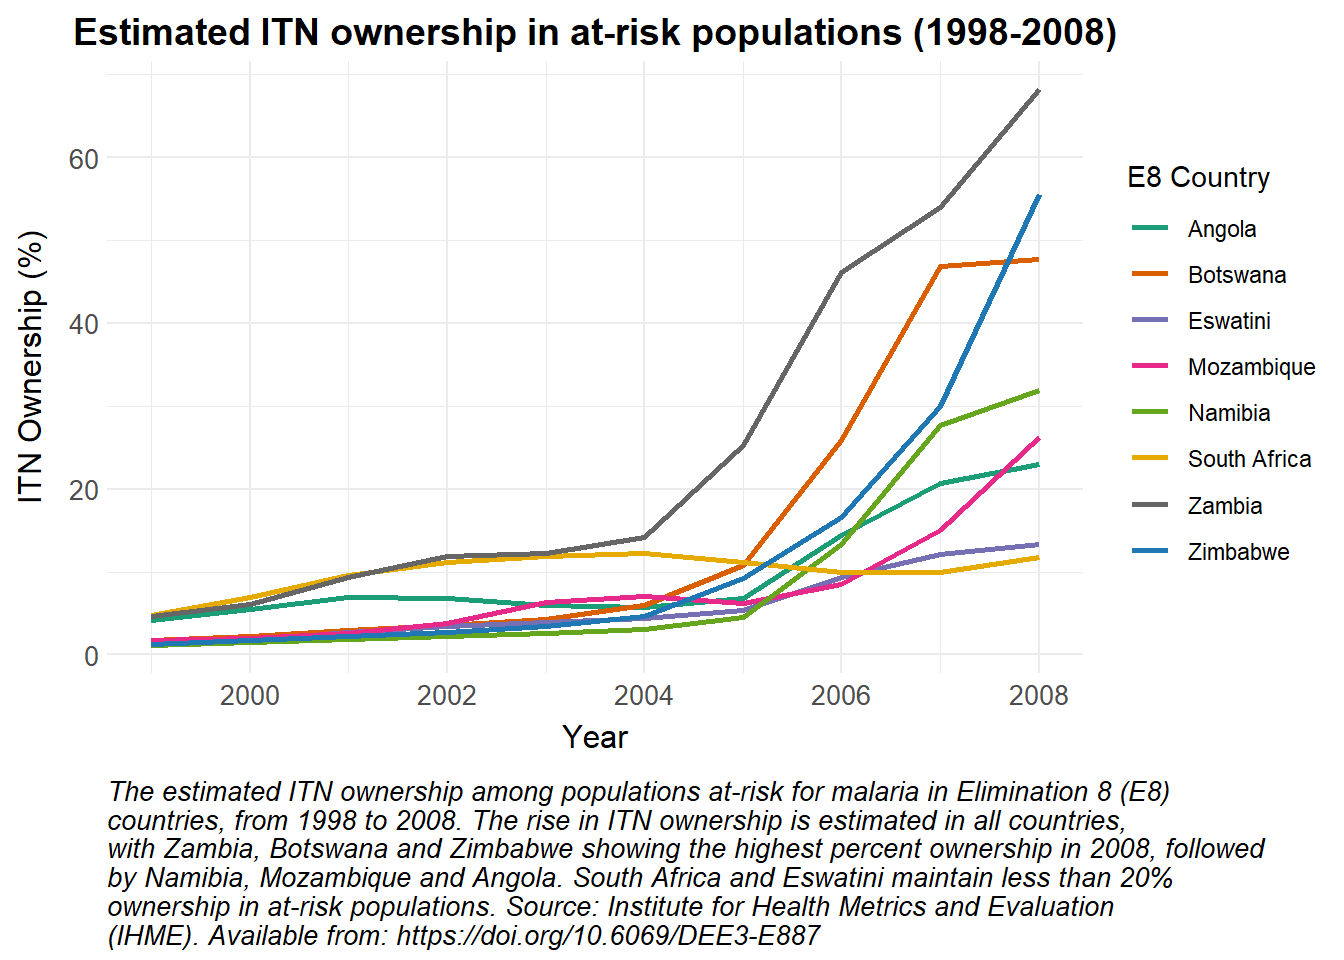 Estimated ITN ownership in at-risk populations (1998-2008)
ITN Ownership (%)
60
40
20
0
2000 2002 2004 2006 2008
Year
E8 Country
Angola
Botswana
Eswatini
Mozambique
Namibia
South Africa
Zambia
Zimbabwe
The estimated ITN ownership among populations at-risk for malaria in Elimination 8 (E8)
countries, from 1998 to 2008. The rise in ITN ownership is estimated in all countries,
with Zambia, Botswana and Zimbabwe showing the highest percent ownership in 2008, followed
by Namibia, Mozambique and Angola. South Africa and Eswatini maintain less than 20%
ownership in at-risk populations. Source: Institute for Health Metrics and Evaluation
(IHME). Available from: https://doi.org/10.6069/DEE3-E887